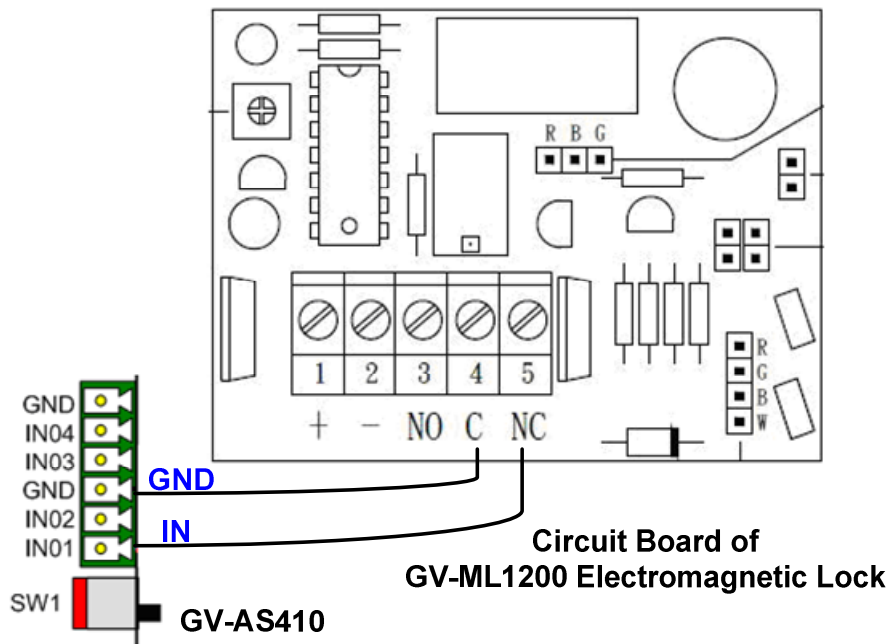 R B G
1 2 3 4 5
+ - NO C NC
R
G
B
W
GND
IN04
IN03
GND
IN02
IN01
GND
IN
SW1
GV-AS410
Circuit Board of
GV-ML1200 Electromagnetic Lock